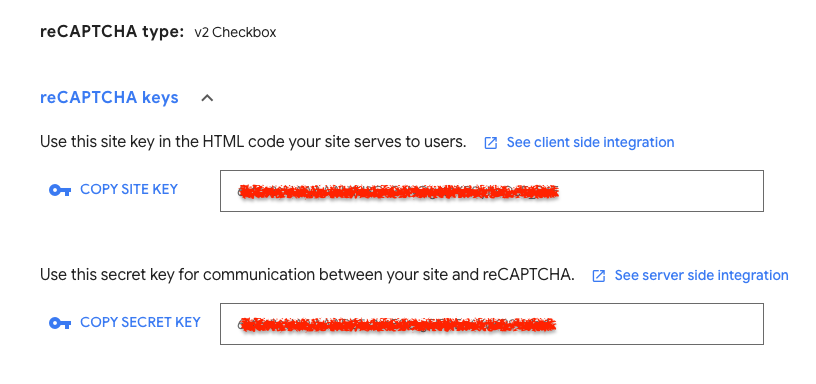 reCAPTCHA type: v2 Checkbox
reCAPTCHA keys
Use this site key in the HTML code your site serves to users. See client side integration
COPY SITE KEY
Use this secret key for communication between your site and reCAPTCHA. See server side integration
COPY SECRET KEY